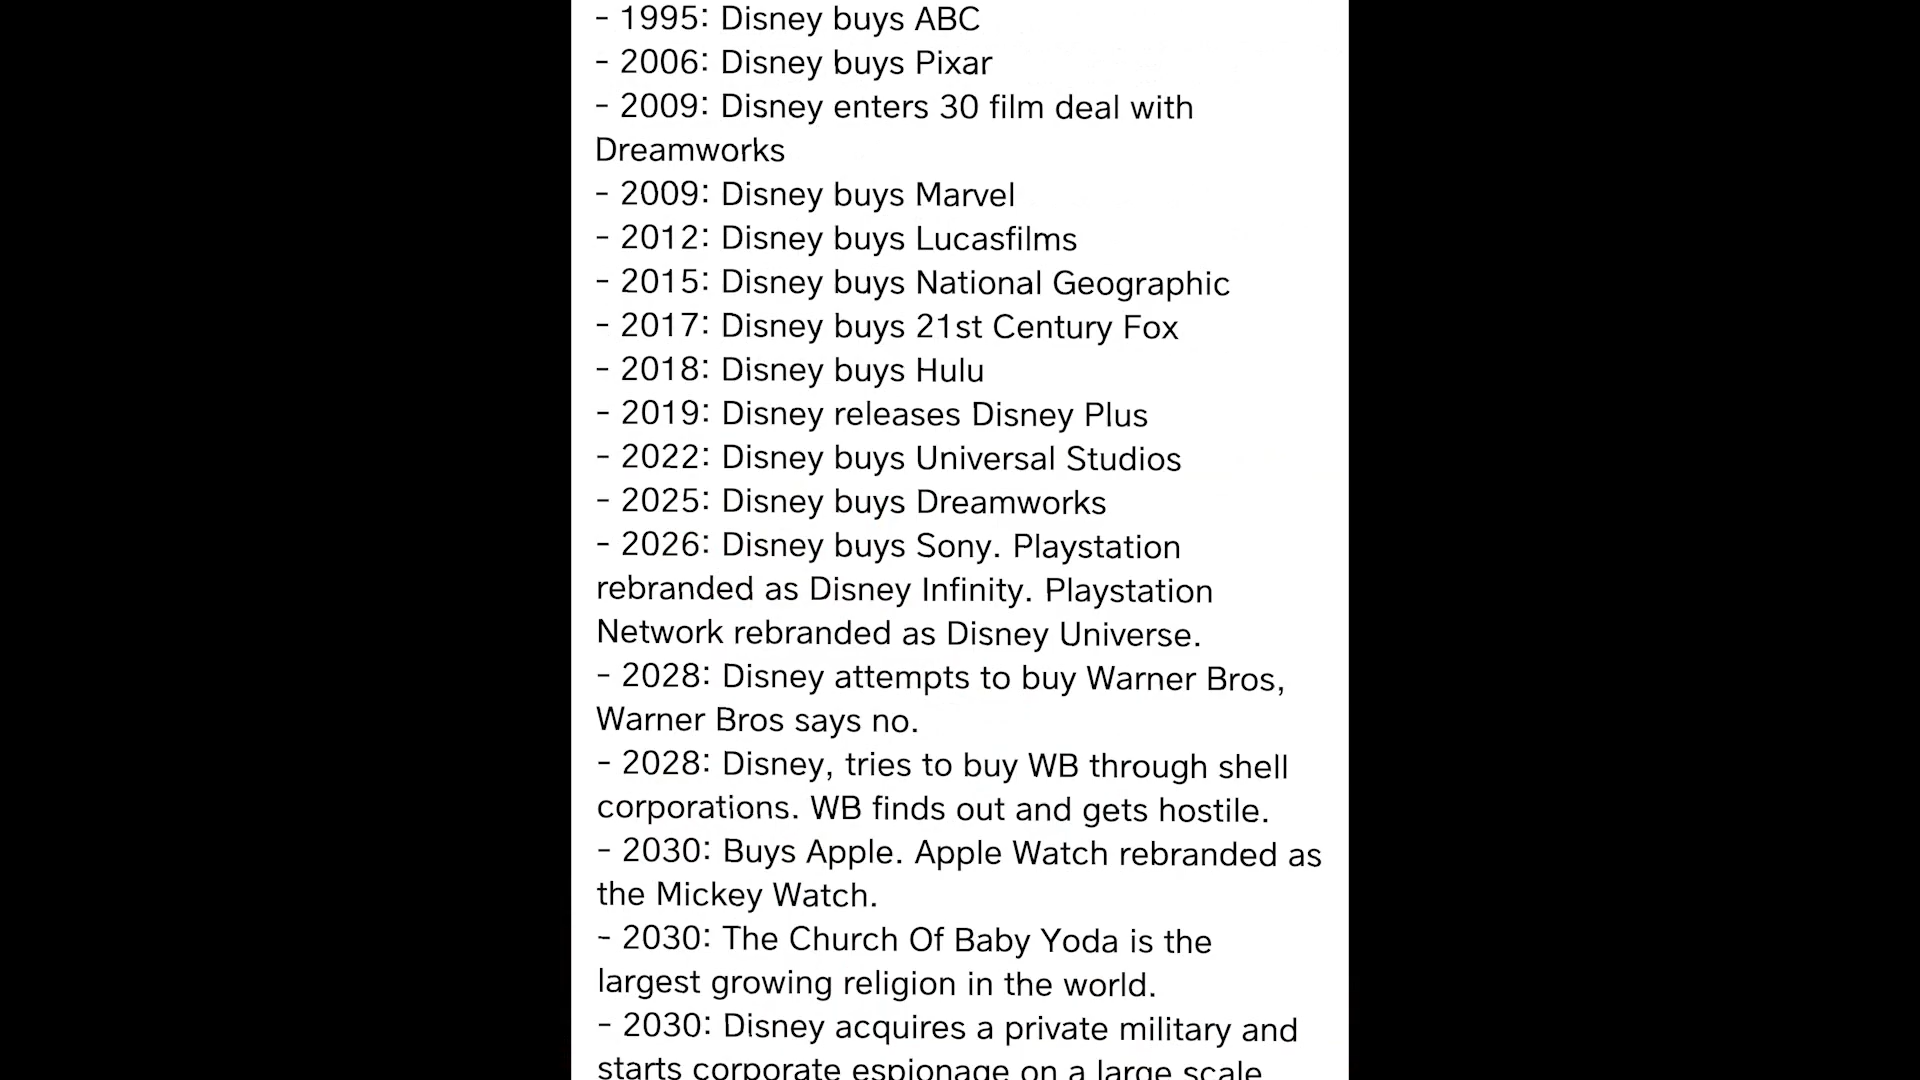 - 1995: Disney buys ABC
- 2006: Disney buys Pixar
- 2009: Disney enters 30 film deal with
Dreamworks
- 2009: Disney buys Marvel
- 2012: Disney buys Lucasfilms
- 2015: Disney buys National Geographic
- 2017: Disney buys 21st Century Fox
- 2018: Disney buys Hulu
- 2019: Disney releases Disney Plus
- 2022: Disney buys Universal Studios
- 2025: Disney buys Dreamworks
- 2026: Disney buys Sony. Playstation
rebranded as Disney Infinity. Playstation
Network rebranded as Disney Universe.
- 2028: Disney attempts to buy Warner Bros,
Warner Bros says no.
- 2028: Disney, tries to buy WB through shell
corporations. WB finds out and gets hostile.
- 2030: Buys Apple. Apple Watch rebranded as
the Mickey Watch.
- 2030: The Church Of Baby Yoda is the
largest growing religion in the world.
- 2030: Disney acquires a private military and
starts corporate espionage on a large scale